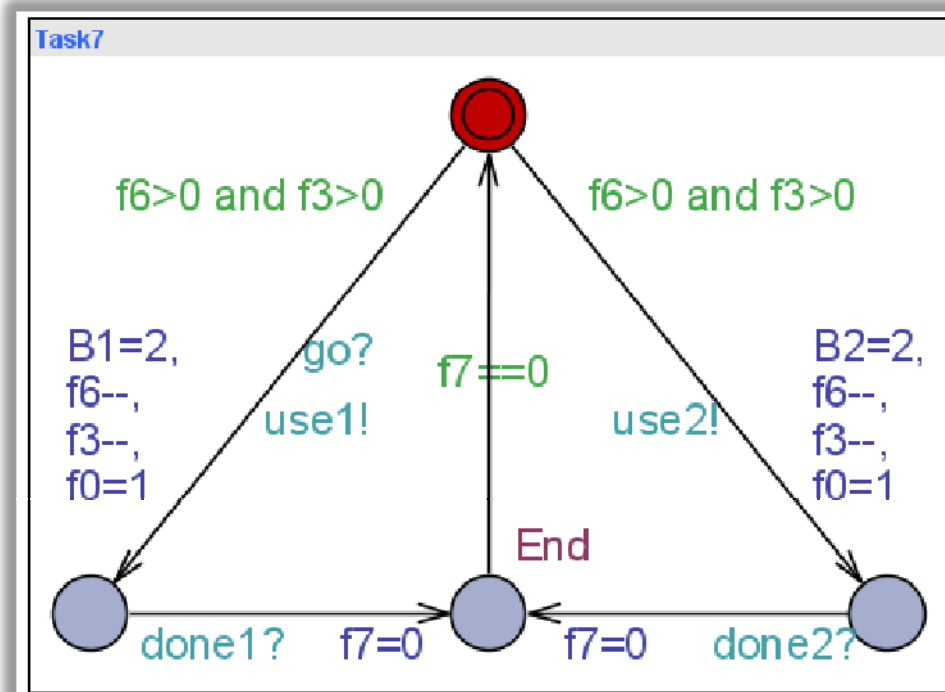 Task7
f6>0 and f3>0
f6>0 and f3>0
B1=2,
f6--,
f3--,
f0=1
go?
use1!
f7==0
use2!
B2=2,
f6--,
f3--,
f0=1
End
done1?
f7=0
f7=0
done2?